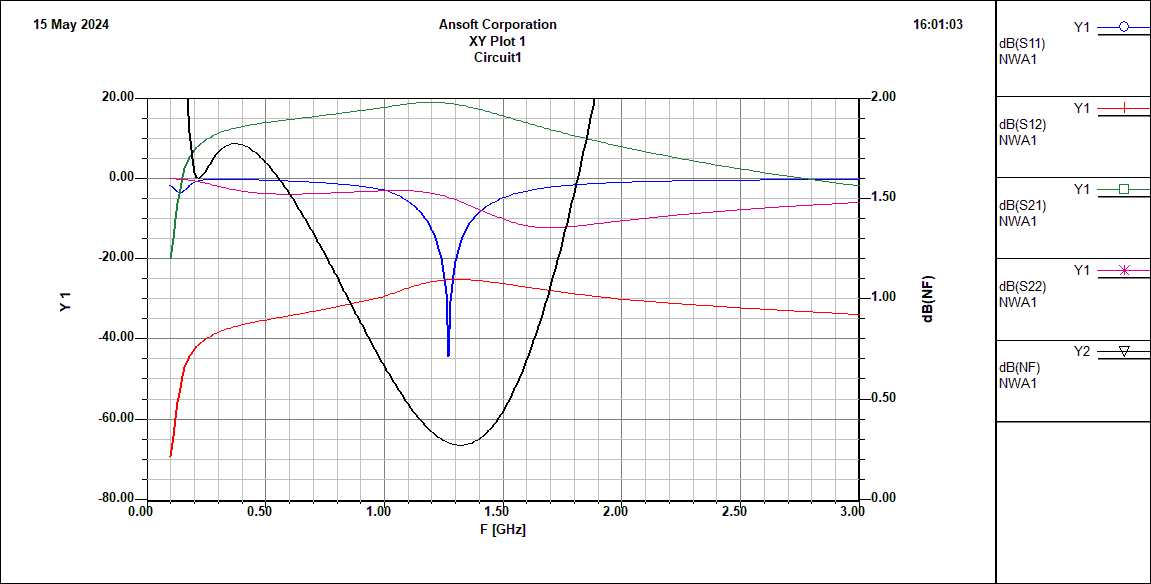 15 May 2024
Ansoft Corporation
16:01:03
XY Plot 1
Circuit1
20.00
0.00
-20.00
-40.00
-60.00
-80.00
Y 1
2.00
1.50
1.00
0.50
0.00
dB(NF)
0.00 0.50 1.00 1.50 2.00 2.50 3.00
F [GHz]
Y1
dB(S11)
NWA1
Y1
dB(S12)
NWA1
Y1
dB(S21)
NWA1
Y1
dB(S22)
NWA1
Y2
dB(NF)
NWA1